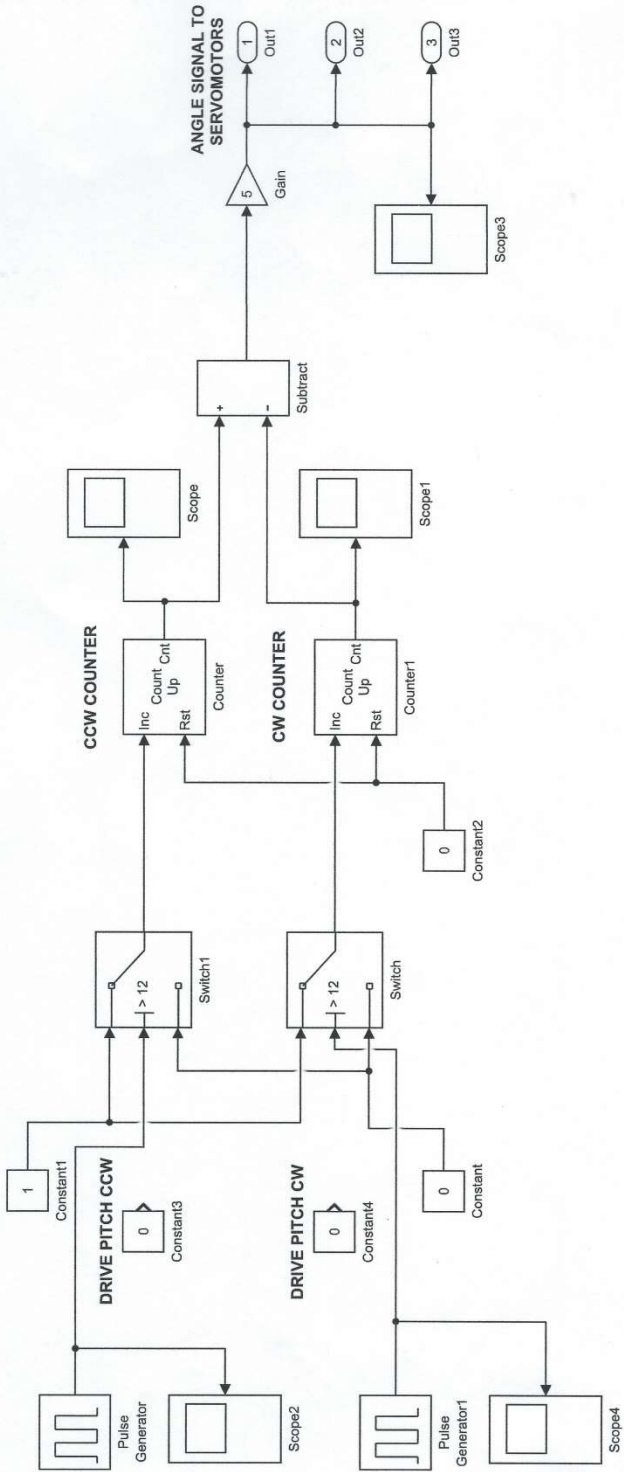 Pulse
Generator
Scope2
Pulse
Generator1
Scope4
1
Constant1
DRIVE PITCH CCW
0
Constant3
DRIVE PITCH CW
0
Constant4
0
Constant
> 12
Switch1
> 12
Switch
0
Constant2
CCW COUNTER
Inc
Count
Up
Cnt
Rst
Counter
CW COUNTER
Inc
Count
Up
Cnt
Rst
Counter1
Scope
Scope1
+
-
Subtract
5
Gain
ANGLE SIGNAL TO
SERVOMOTORS
1
Out1
2
Out2
3
Out3
Scope3